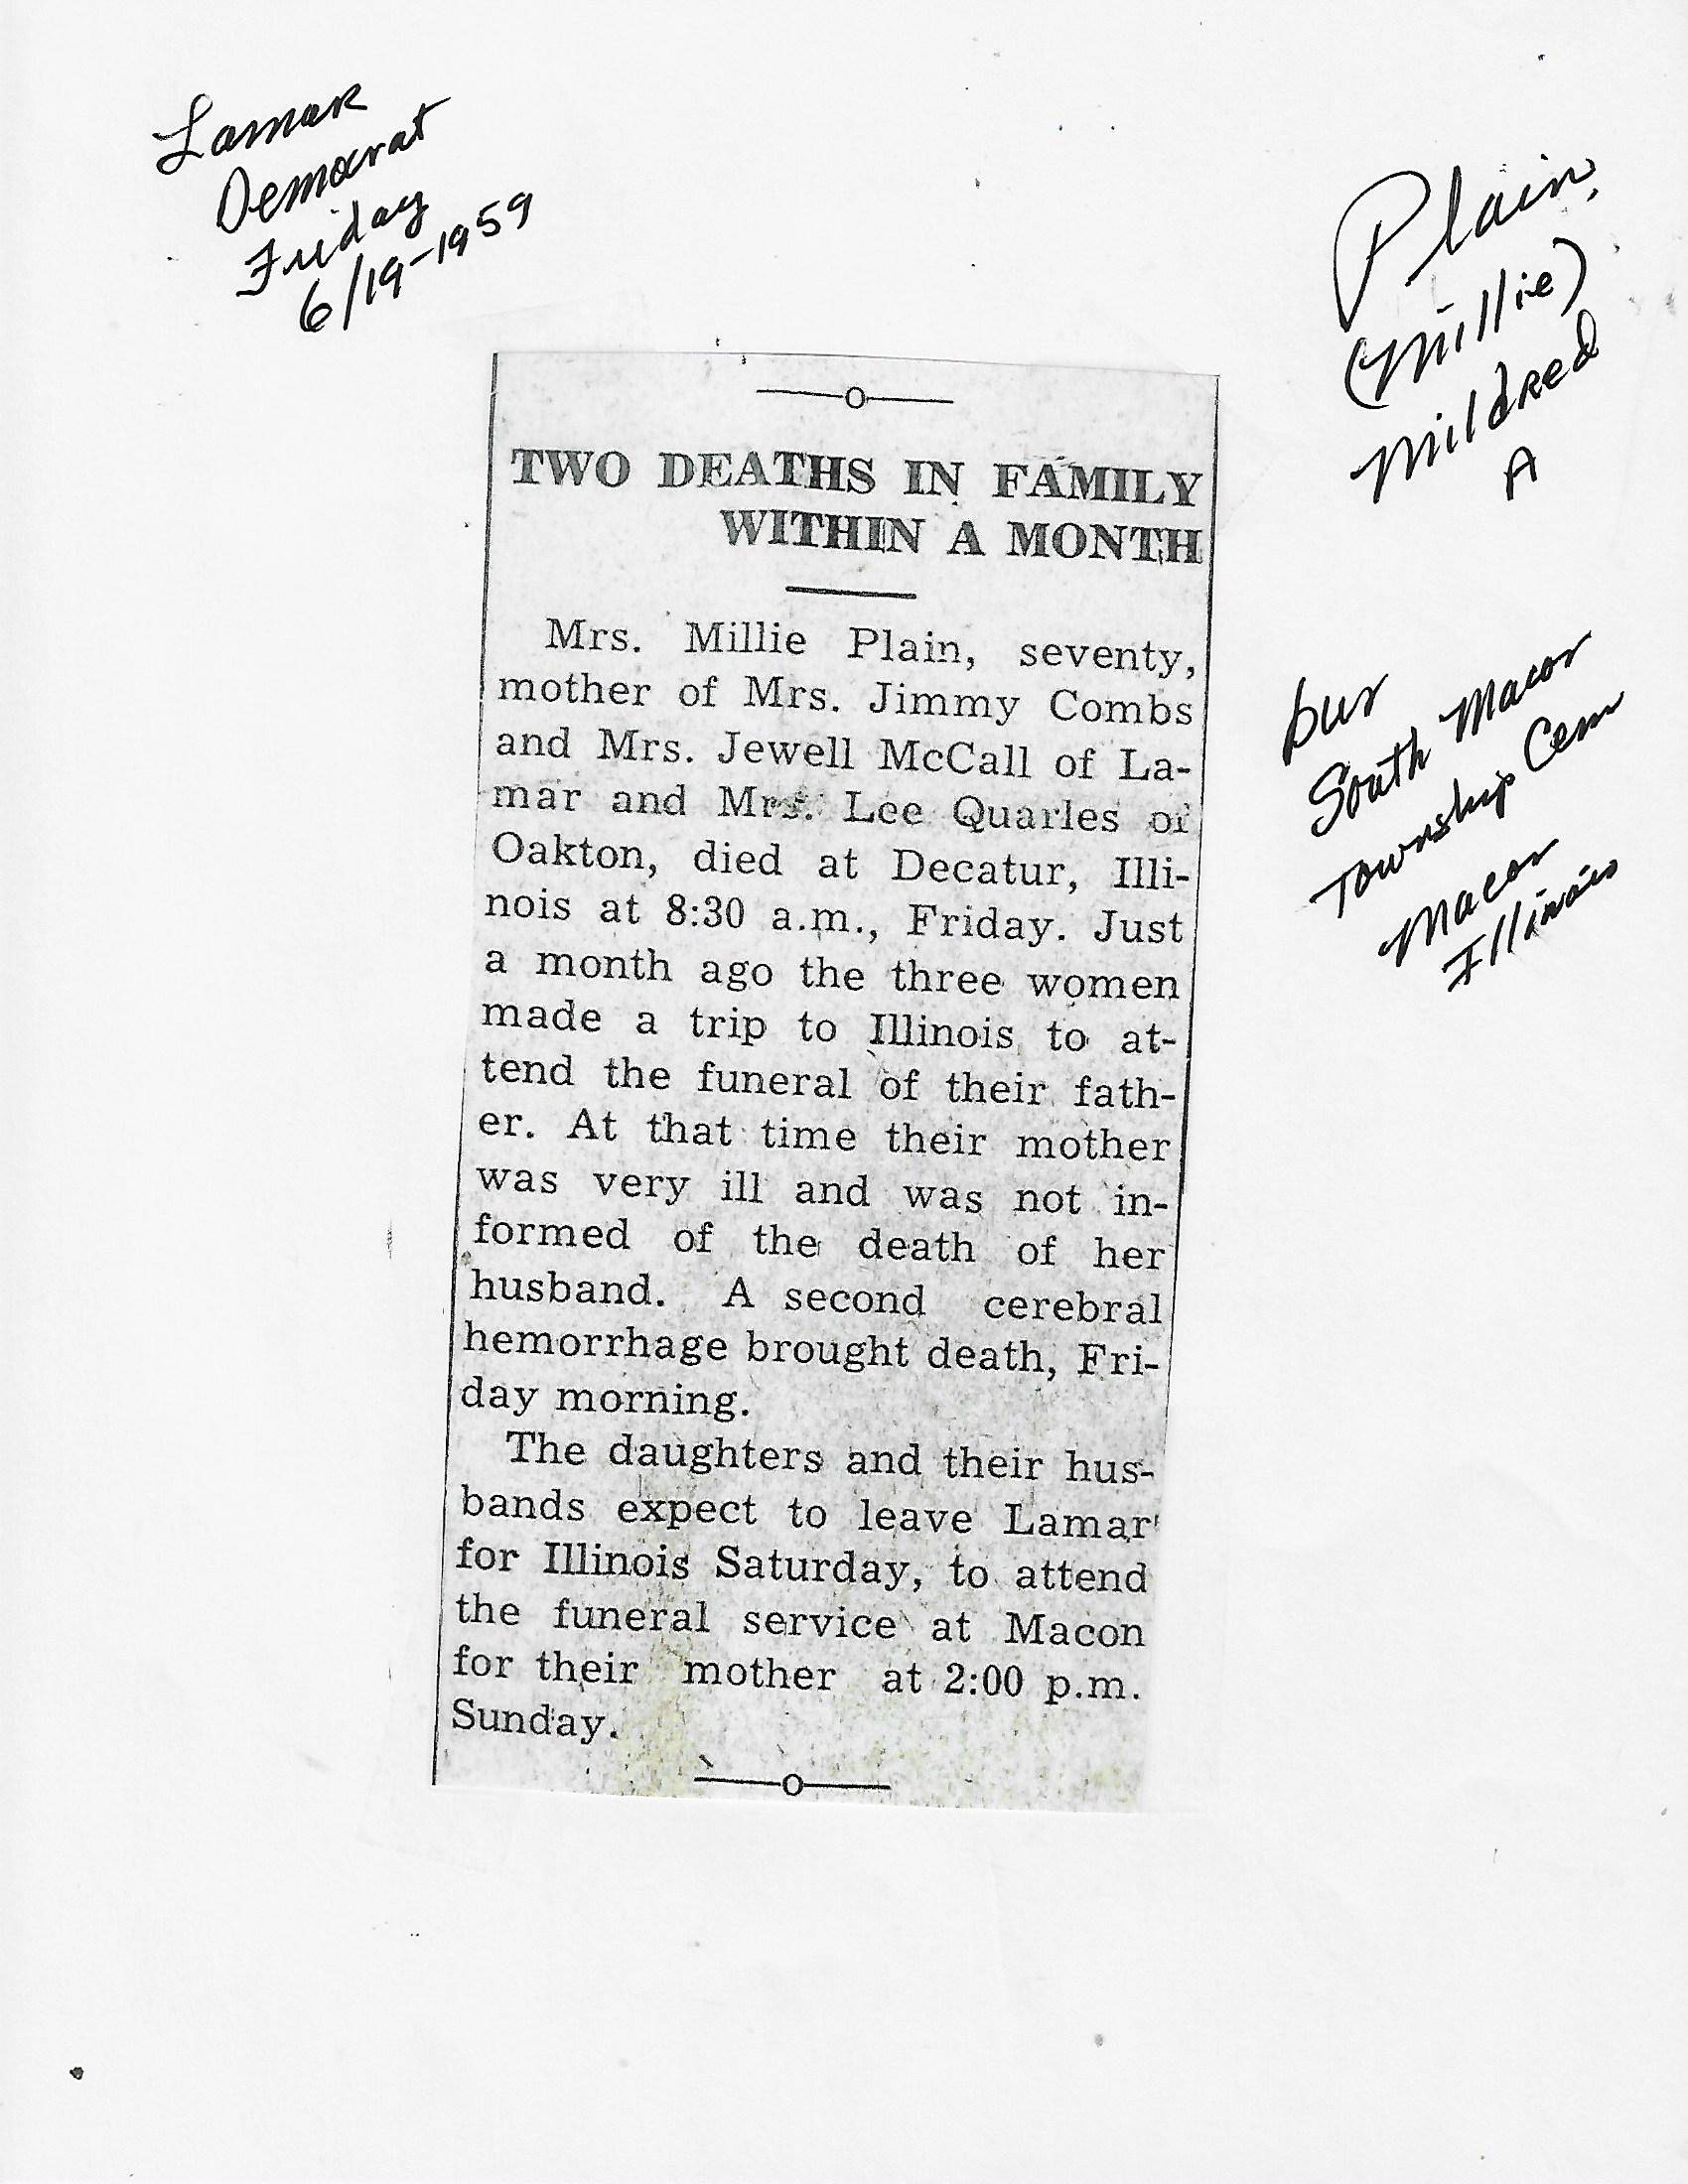 Lamar
Democrat
Friday
6/19-1959
Plain,
(Millie)
Mildred
A
bur
South Macon
Township Cem
Macon
Illinois
TWO DEATHS IN FAMILY
WITHIN A MONTH
Mrs. Millie Plain, seventy,
mother of Mrs. Jimmy Combs
and Mrs. Jewell McCall of La-
mar and Mrs. Lee Quarles of
Oakton, died at Decatur, Illi-
nois at 8:30 a.m., Friday. Just
a month ago the three women
made a trip to Illinois to at-
tend the funeral of their fath-
er. At that time their mother
was very ill and was not in-
formed of the death of her
husband. A second cerebral
hemorrhage brought death, Fri-
day morning.
The daughters and their hus-
bands expect to leave Lamar
for Illinois Saturday, to attend
the funeral service at Macon
for their mother at 2:00 p.m.
Sunday.